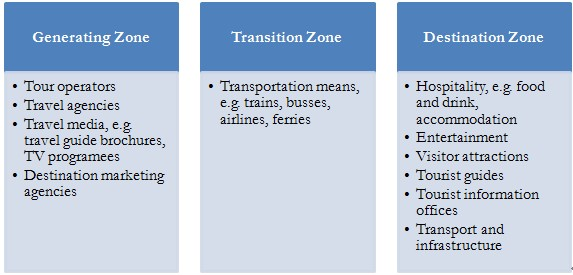 Generating Zone
• Tour operators
• Travel agencies
• Travel media, e.g.
travel guide brochures,
TV programees
• Destination marketing
agencies
Transition Zone
• Transportation means,
e.g. trains, busses,
airlines, ferries
Destination Zone
• Hospitality, e.g. food
and drink,
accommodation
• Entertainment
• Visitor attractions
• Tourist guides
• Tourist information
offices
• Transport and
infrastructure